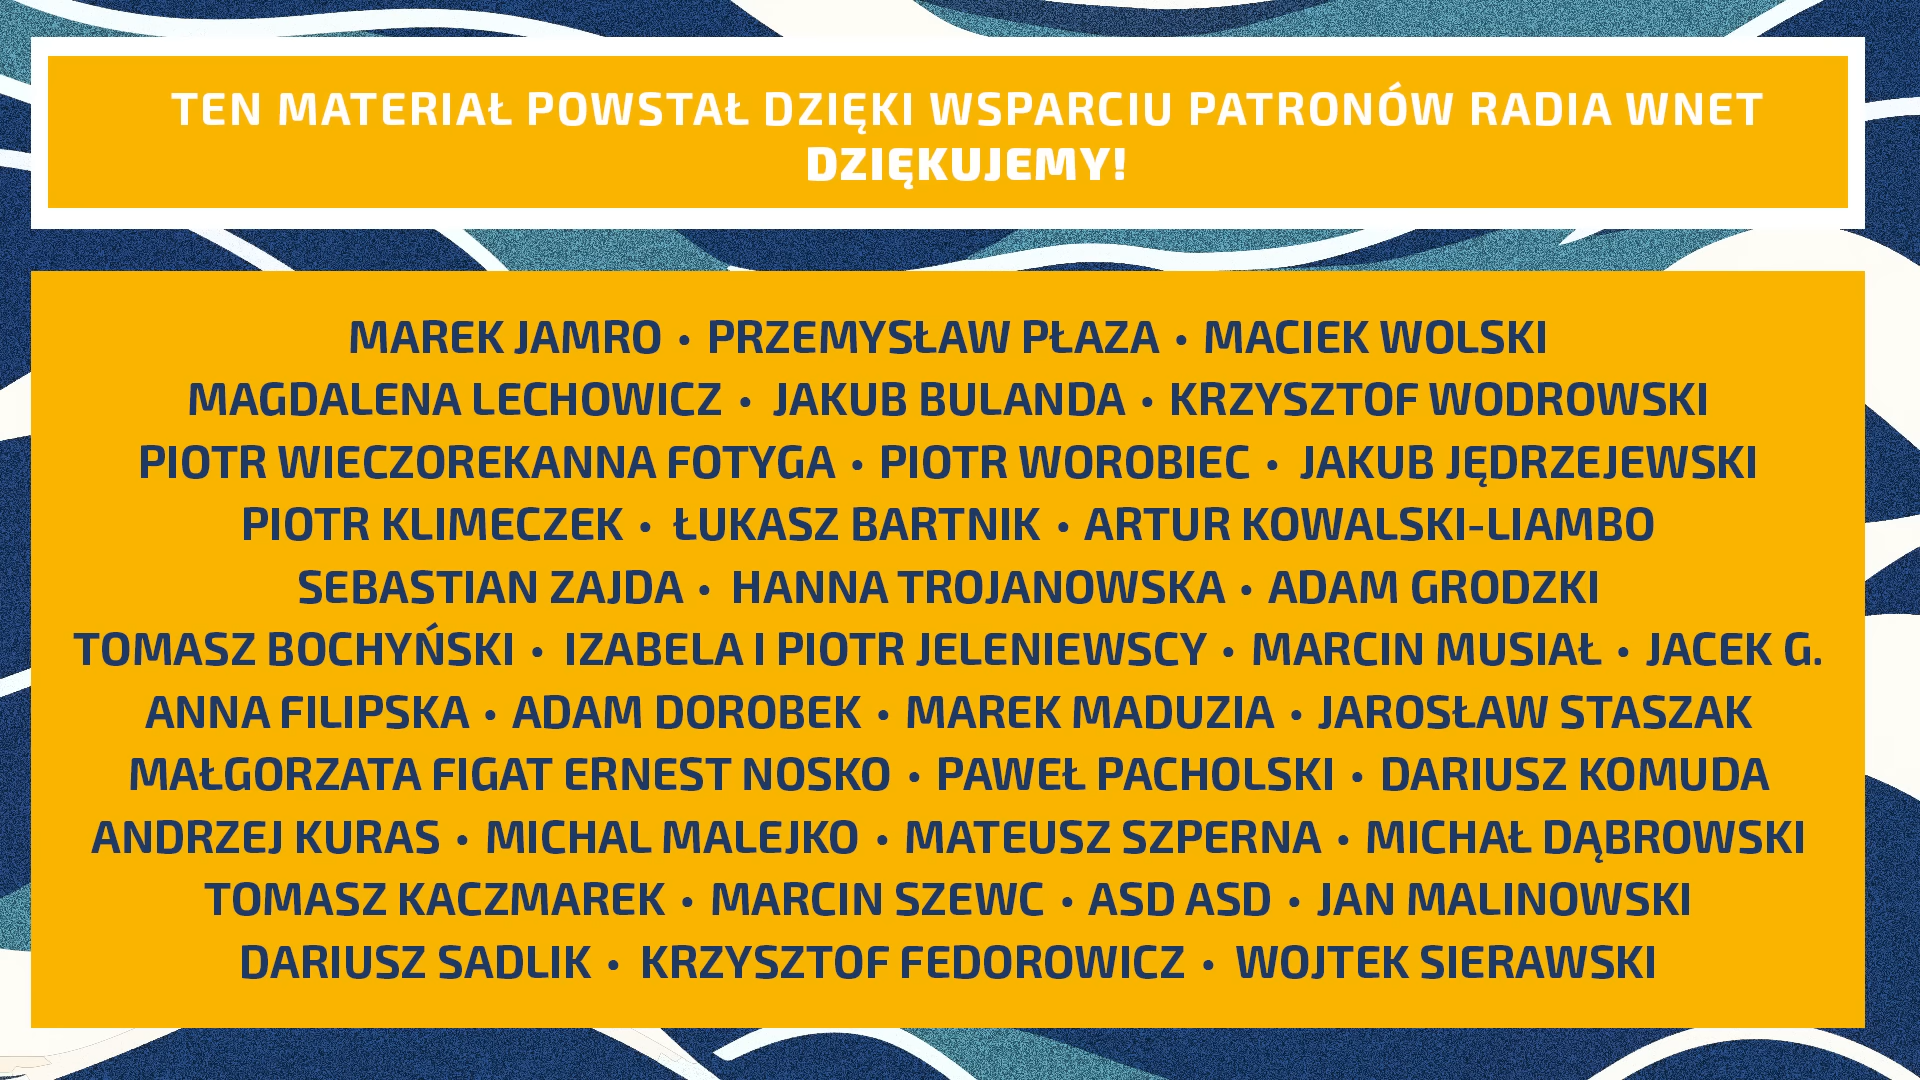 TEN MATERIAŁ POWSTAŁ DZIĘKI WSPARCIU PATRONÓW RADIA WNET
DZIĘKUJEMY!
MAREK JAMRO • PRZEMYSŁAW PŁAZA • MACIEK WOLSKI
MAGDALENA LECHOWICZ • JAKUB BULANDA • KRZYSZTOF WODROWSKI
PIOTR WIECZOREKANNA FOTYGA • PIOTR WOROBIEC • JAKUB JĘDRZEJEWSKI
PIOTR KLIMECZEK • ŁUKASZ BARTNIK • ARTUR KOWALSKI-LIAMBO
SEBASTIAN ZAJDA • HANNA TROJANOWSKA • ADAM GRODZKI
TOMASZ BOCHYŃSKI • IZABELA I PIOTR JELENIEWSCY • MARCIN MUSIAŁ • JACEK G.
ANNA FILIPSKA • ADAM DOROBEK • MAREK MADUZIA • JAROSŁAW STASZAK
MAŁGORZATA FIGAT ERNEST NOSKO • PAWEŁ PACHOLSKI • DARIUSZ KOMUDA
ANDRZEJ KURAS • MICHAL MALEJKO • MATEUSZ SZPERNA • MICHAŁ DĄBROWSKI
TOMASZ KACZMAREK • MARCIN SZEWC • ASD ASD • JAN MALINOWSKI
DARIUSZ SADLIK • KRZYSZTOF FEDOROWICZ • WOJTEK SIERAWSKI